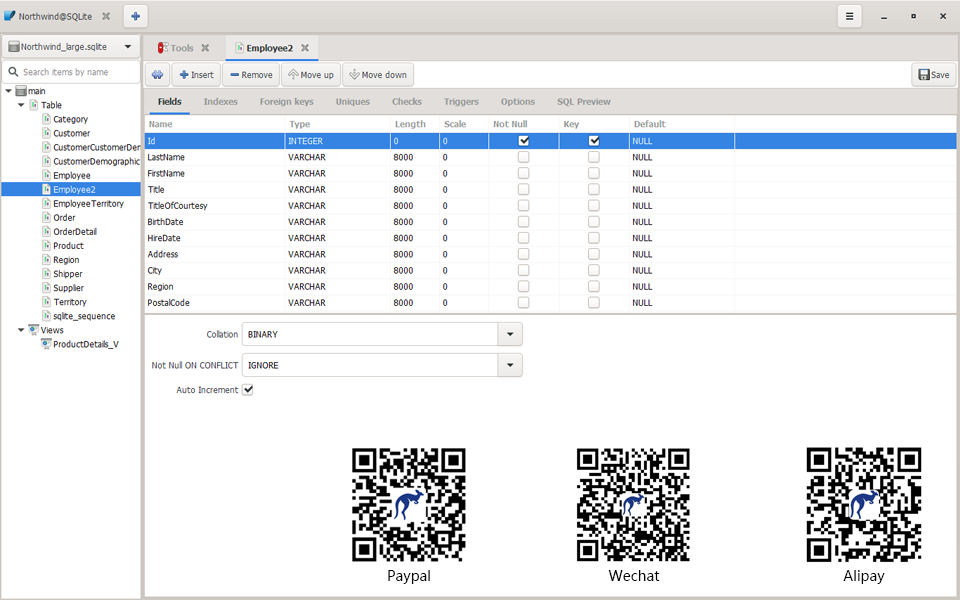 Northwind@SQLite
Northwind_large.sqlite
Search items by name
main
Table
Category
Customer
CustomerCustomerDem
CustomerDemographic
Employee
Employee2
EmployeeTerritory
Order
OrderDetail
Product
Region
Shipper
Supplier
Territory
sqlite_sequence
Views
ProductDetails_V
Tools Employee2
Insert Remove Move up Move down Save
Fields Indexes Foreign keys Uniques Checks Triggers Options SQL Preview
Name Type Length Scale Not Null Key Default
Id INTEGER 0 0 NULL
LastName VARCHAR 8000 0 NULL
FirstName VARCHAR 8000 0 NULL
Title VARCHAR 8000 0 NULL
TitleOfCourtesy VARCHAR 8000 0 NULL
BirthDate VARCHAR 8000 0 NULL
HireDate VARCHAR 8000 0 NULL
Address VARCHAR 8000 0 NULL
City VARCHAR 8000 0 NULL
Region VARCHAR 8000 0 NULL
PostalCode VARCHAR 8000 0 NULL
Collation BINARY
Not Null ON CONFLICT IGNORE
Auto Increment
Paypal Wechat Alipay